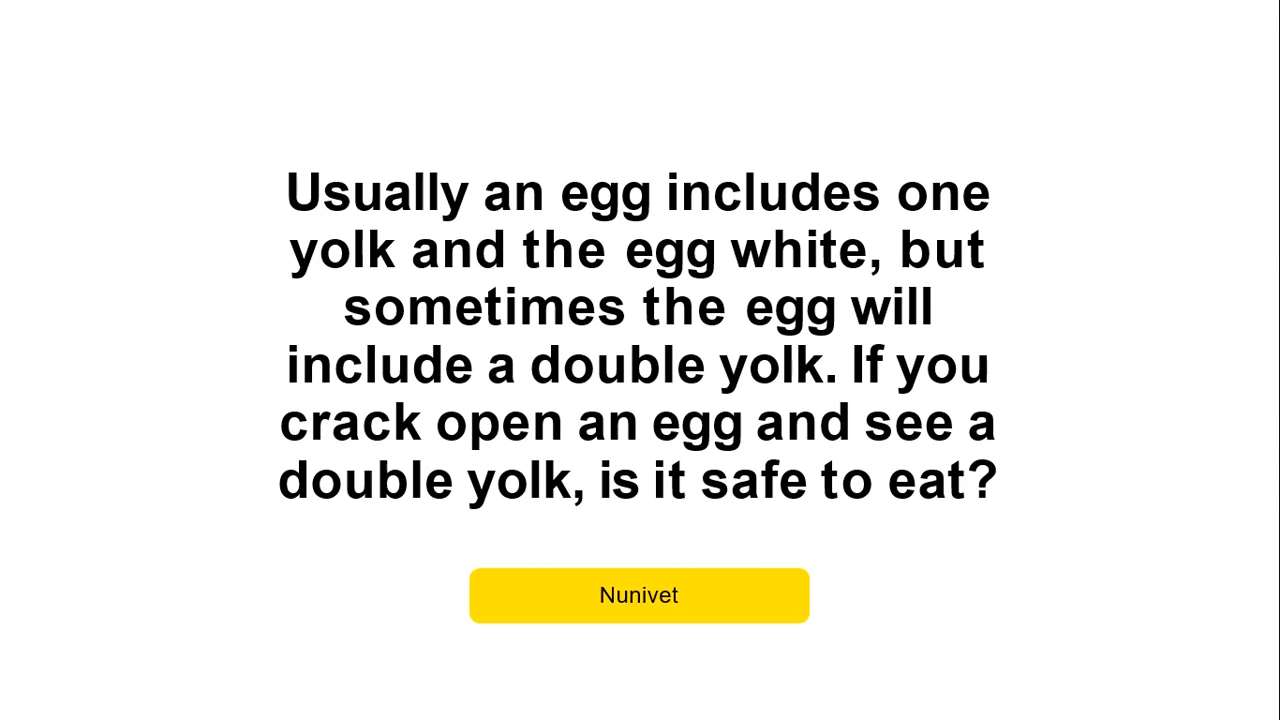 Usually an egg includes one
yolk and the egg white, but
sometimes the egg will
include a double yolk. If you
crack open an egg and see a
double yolk, is it safe to eat?
Nunivet